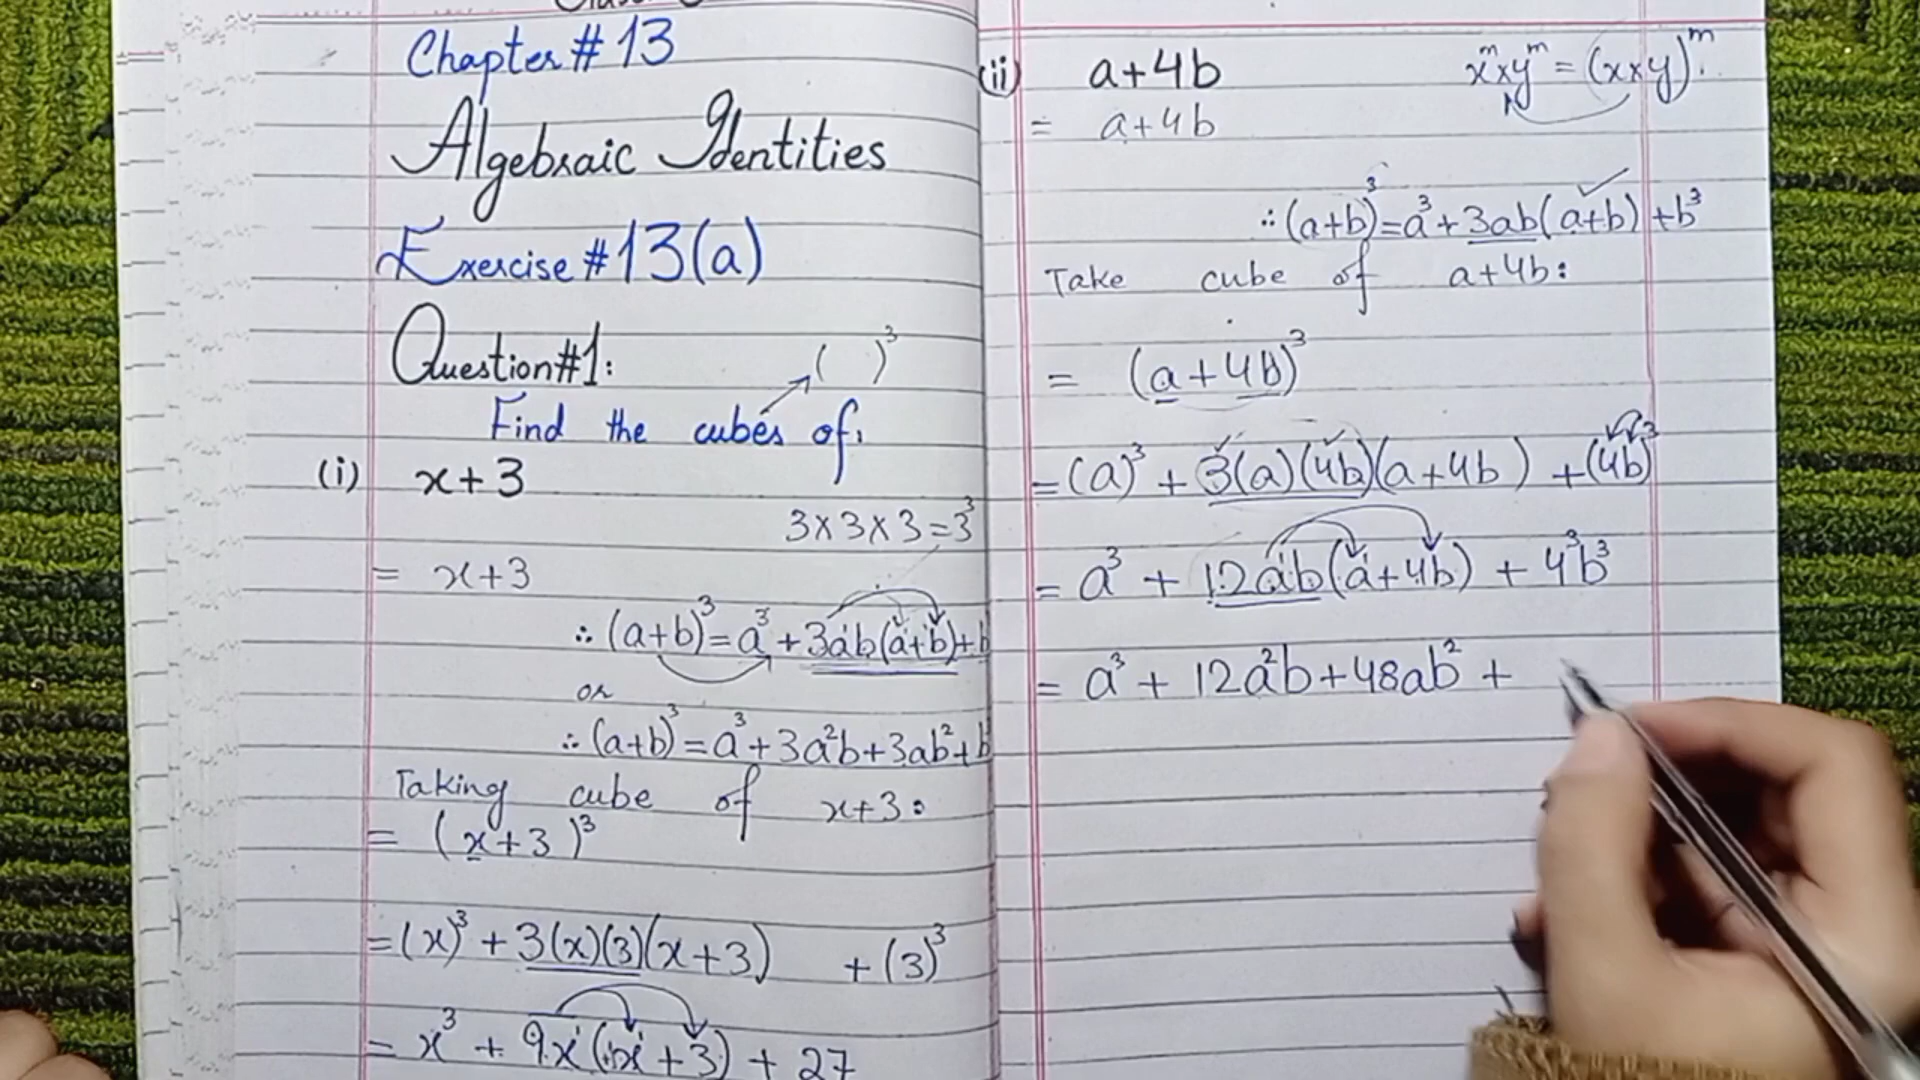 Chapter # 13
Algebraic Identities
Exercise # 13(a)
Question#1:
( )³
Find the cubes of:
(i) x+3
3×3×3=3³
= x+3
∴ (a+b)³=a³+3ab(a+b)+b
or
∴ (a+b)³=a³+3a²b+3ab²+b
Taking cube of x+3:
= (x+3)³
=(x)³+3(x)(3)(x+3) +(3)³
= x³ + 9x(x+3) + 27
(ii) a+4b
xᵐ×yᵐ = (x×y)ᵐ.
= a+4b
∴(a+b)³=a³+3ab(a+b)+b³
Take cube of a+4b:
= (a+4b)³
=(a)³ + 3(a)(4b)(a+4b) +(4b)³
= a³ + 12ab(a+4b) + 4³b³
= a³ + 12a²b+48ab² +